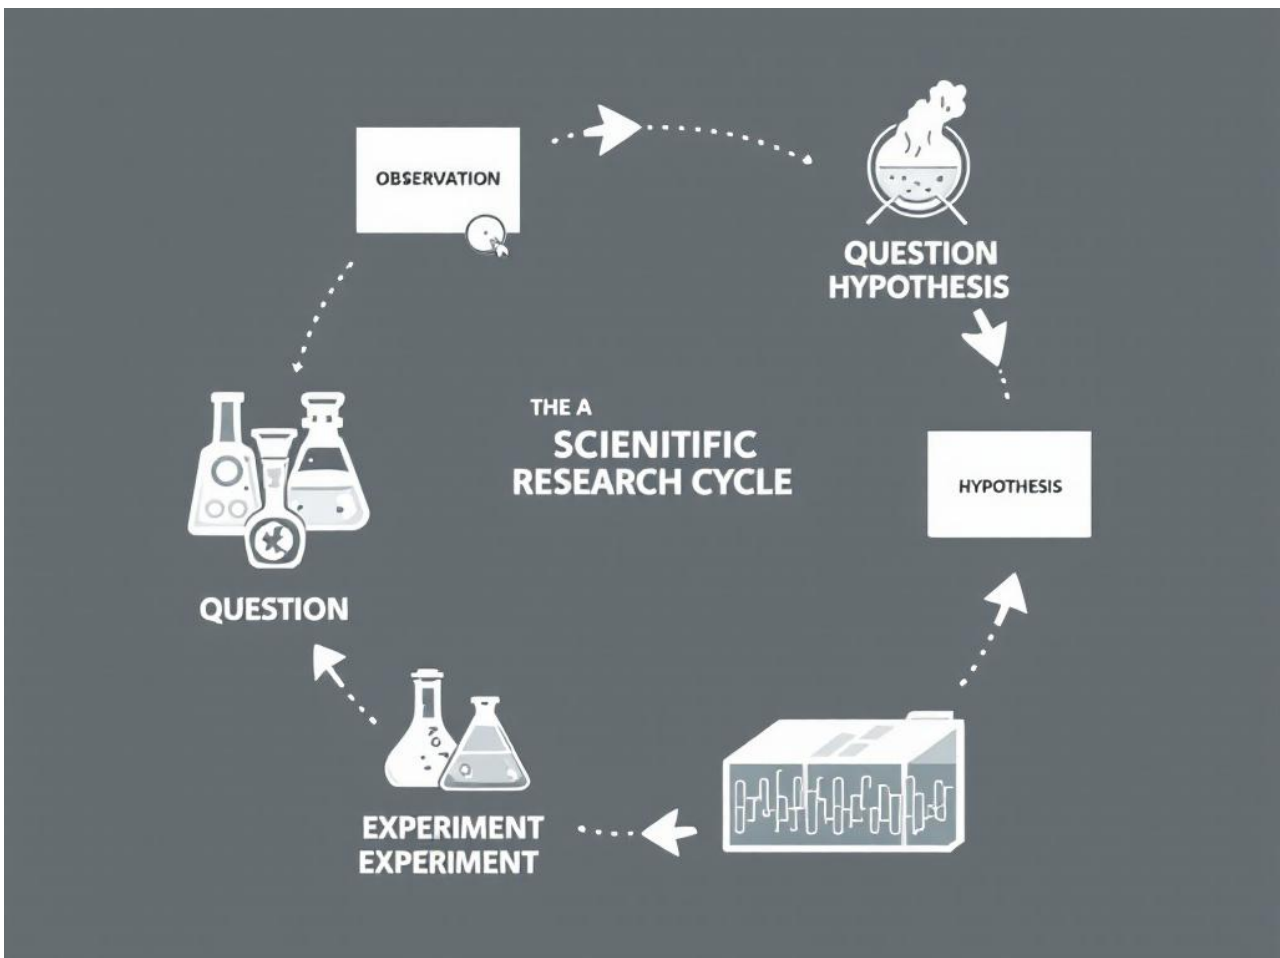 OBSERVATION
QUESTION
HYPOTHESIS
THE A
SCIENITIFIC
RESEARCH CYCLE
HYPOTHESIS
QUESTION
EXPERIMENT
EXPERIMENT